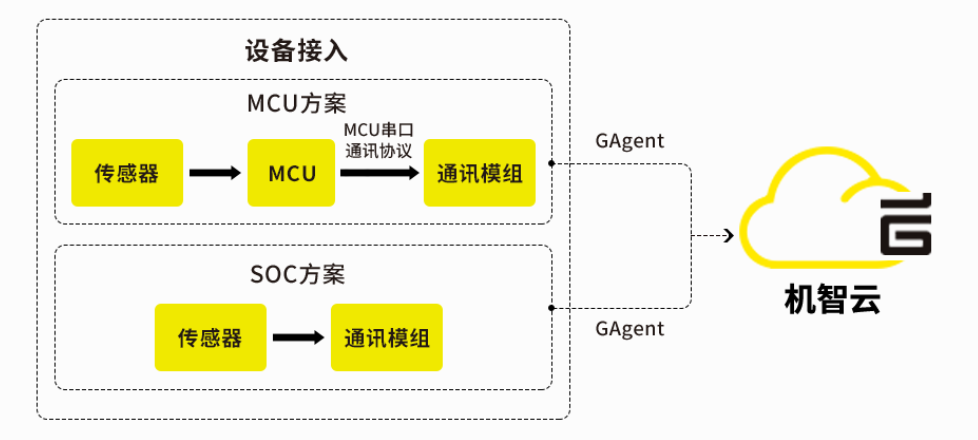 设备接入
MCU方案
MCU串口
通讯协议
传感器
MCU
通讯模组
GAgent
SOC方案
传感器
通讯模组
GAgent
机智云